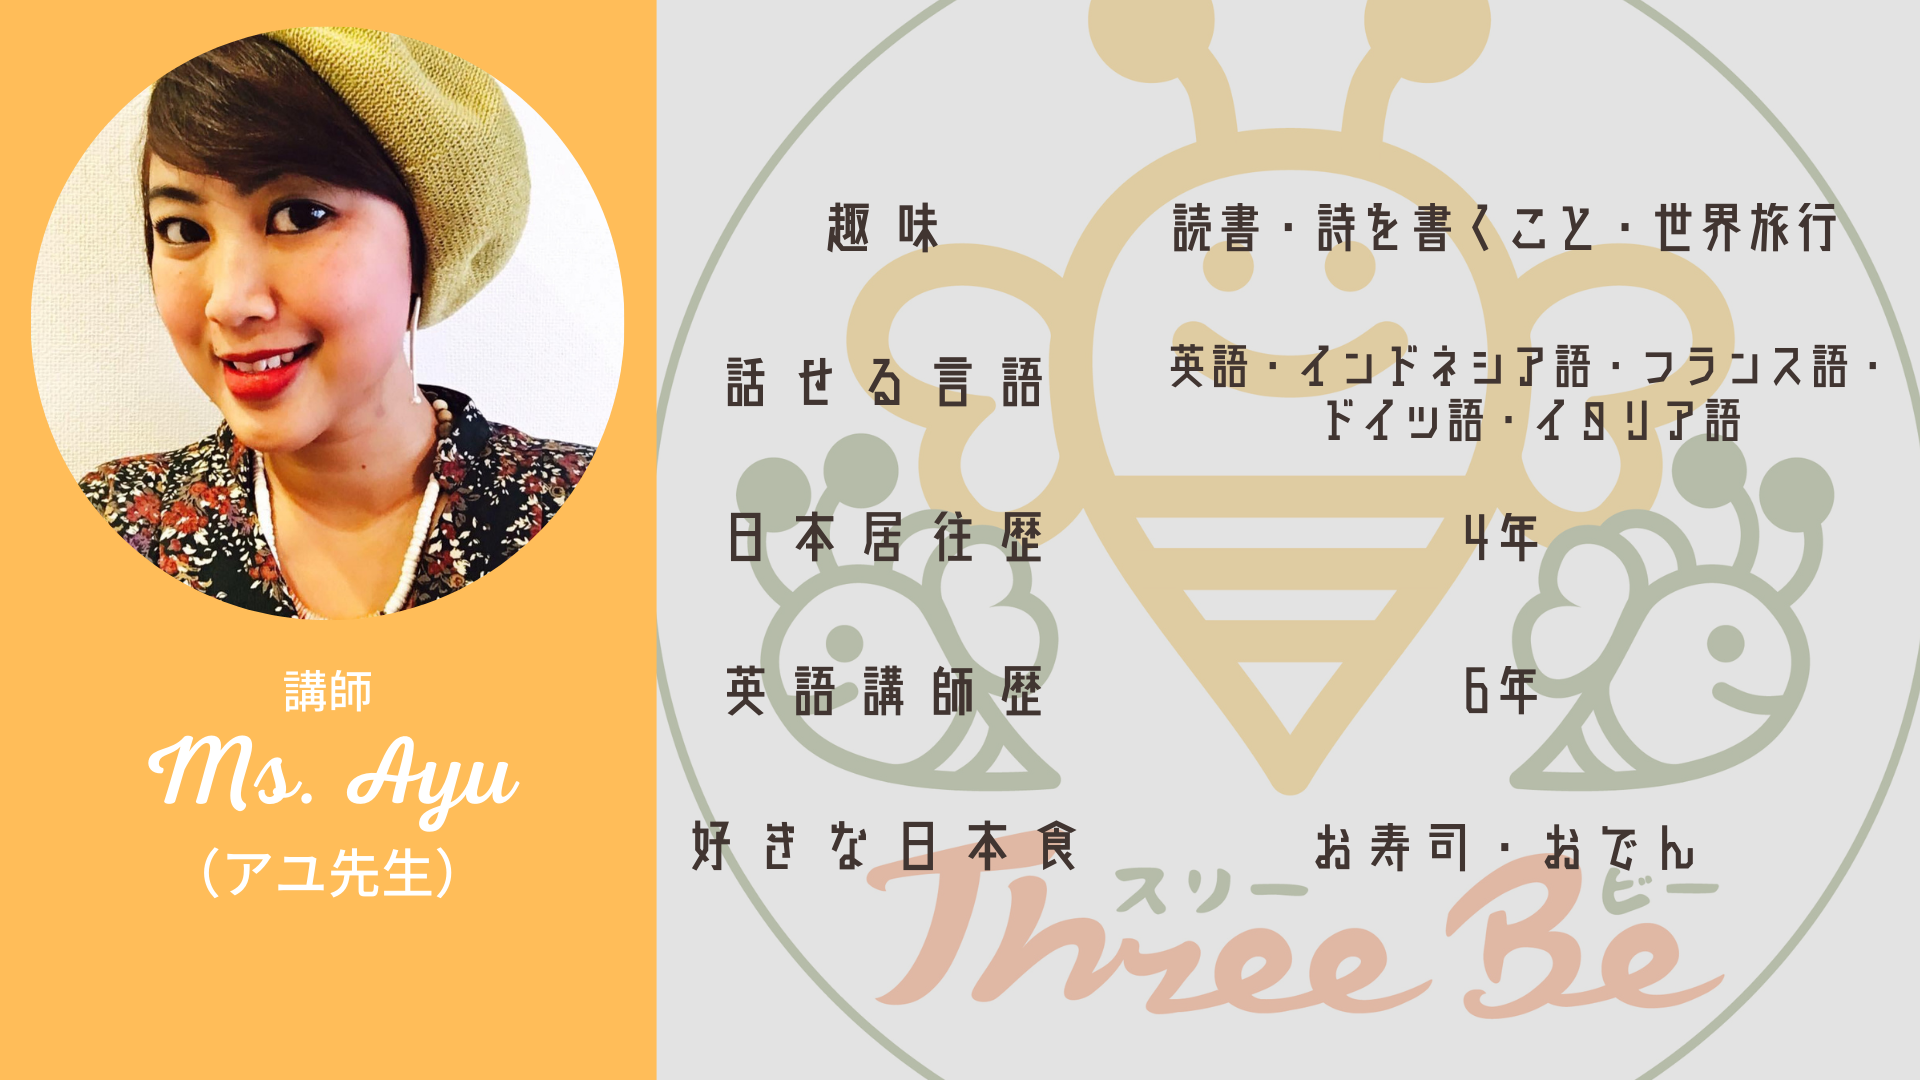 講師
Ms. Ayu
（アユ先生）
趣味
読書・詩を書くこと・世界旅行
話せる言語
英語・インドネシア語・フランス語・
ドイツ語・イタリア語
日本居往歴
4年
英語講師歴
6年
好きな日本食
お寿司・おでん
スリー ビー
Three Be